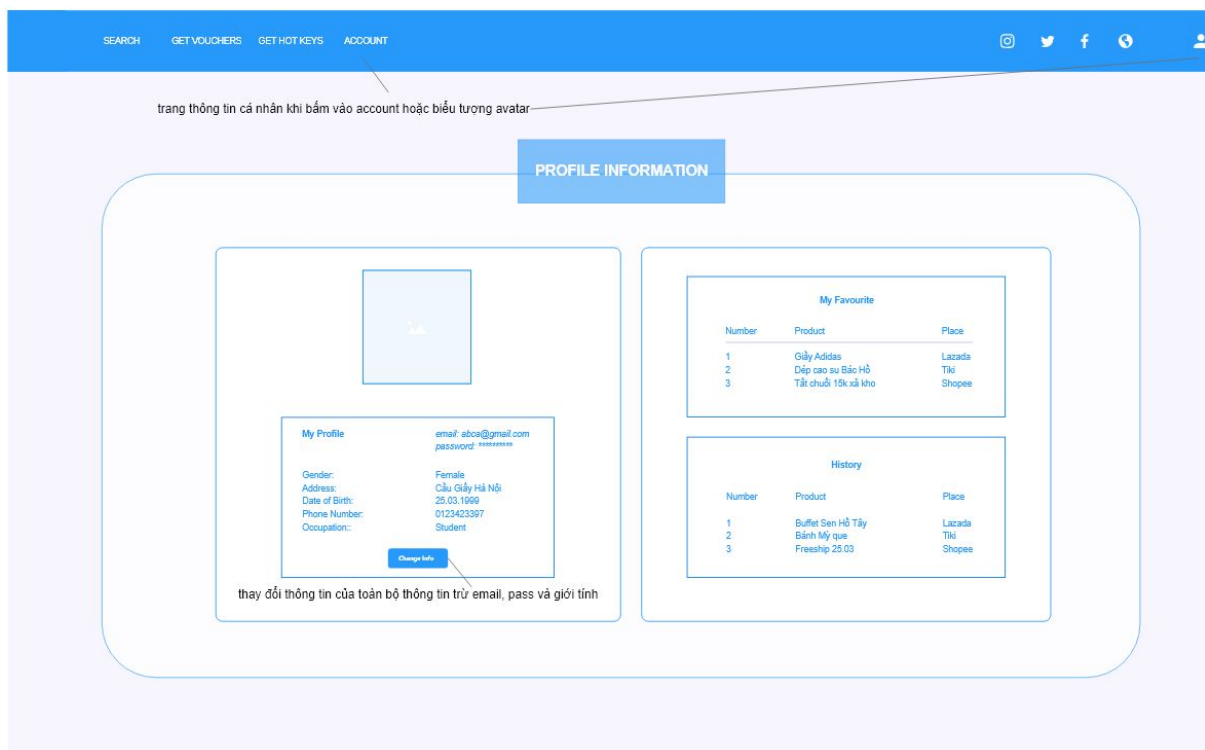 SEARCH GET VOUCHERS GET HOT KEYS ACCOUNT
trang thông tin cá nhân khi bấm vào account hoặc biểu tượng avatar
PROFILE INFORMATION
My Profile email: abca@gmail.com
password: **********
Gender: Female
Address: Cầu Giấy Hà Nội
Date of Birth: 25.03.1999
Phone Number: 0123423397
Occupation:: Student
Change Info
thay đổi thông tin của toàn bộ thông tin trừ email, pass và giới tính
My Favourite
Number Product Place
1 Giầy Adidas Lazada
2 Dép cao su Bác Hồ Tiki
3 Tất chuối 15k xả kho Shopee
History
Number Product Place
1 Buffet Sen Hồ Tây Lazada
2 Bánh Mỳ que Tiki
3 Freeship 25.03 Shopee